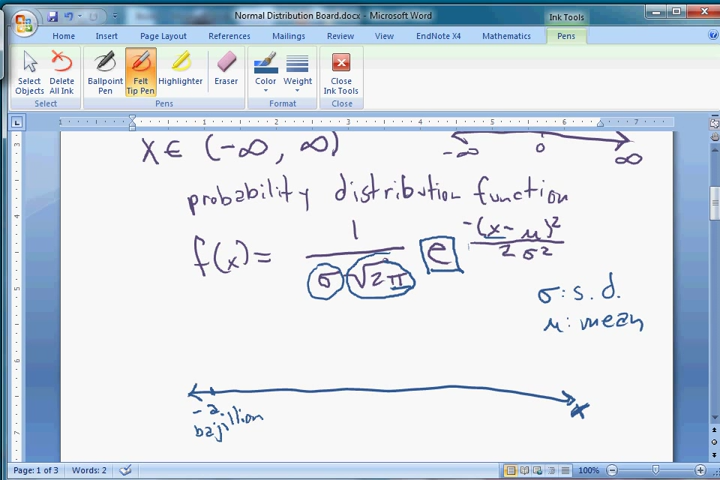 Normal Distribution Board.docx - Microsoft Word
Ink Tools
Home Insert Page Layout References Mailings Review View EndNote X4 Mathematics Pens
Select Objects
Delete All Ink
Ballpoint Pen
Felt Tip Pen
Highlighter
Eraser
Color
Weight
Close Ink Tools
Select Pens Format Close
X ∈ (-∞, ∞)
-∞ 0 ∞
probability distribution function
f(x) = 1 / σ √2π e -(x - μ)² / 2σ²
σ: s.d.
μ: mean
-2 bajillion
x
Page: 1 of 3 Words: 2 100%